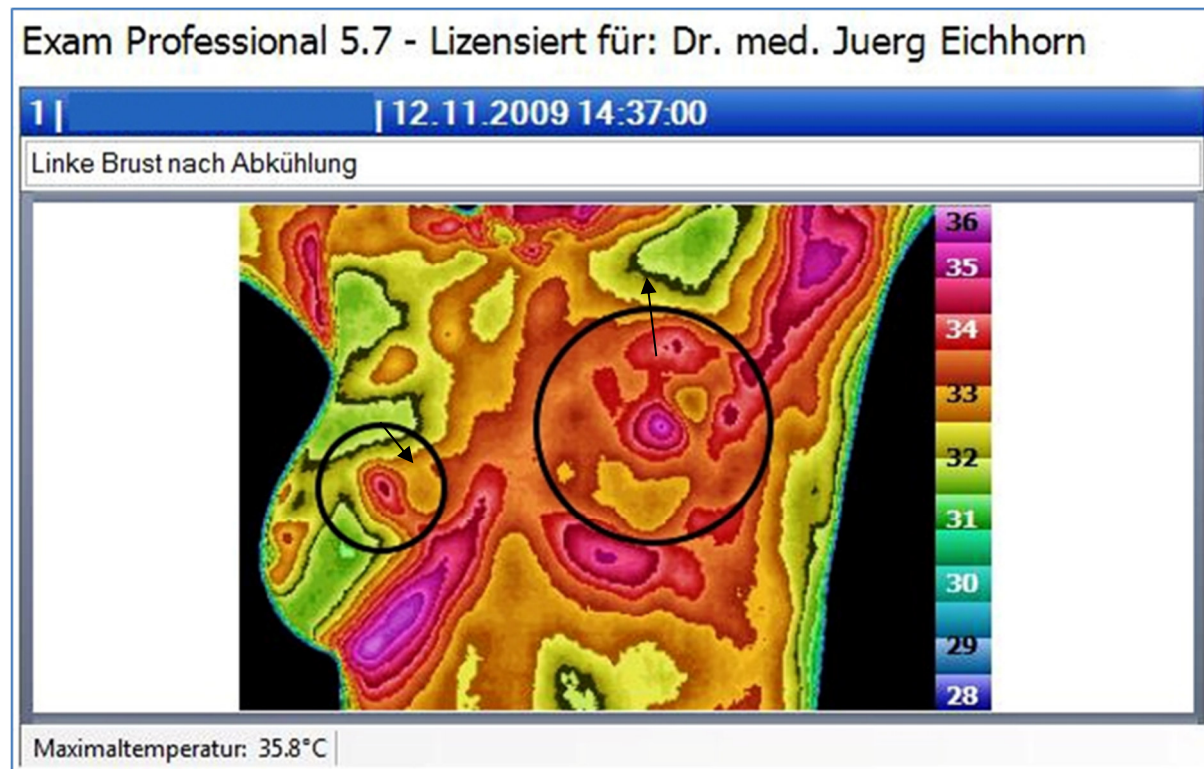 Exam Professional 5.7 - Lizensiert für: Dr. med. Juerg Eichhorn
1 | | 12.11.2009 14:37:00
Linke Brust nach Abkühlung
36
35
34
33
32
31
30
29
28
Maximaltemperatur: 35.8°C